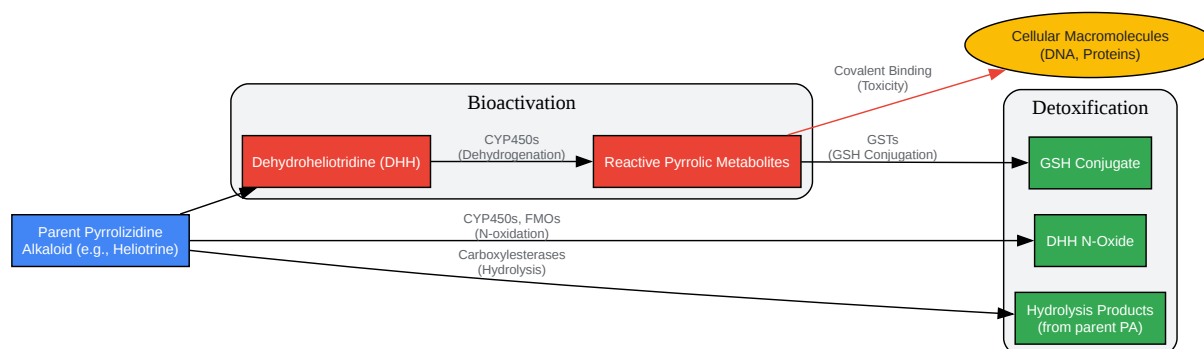 Cellular Macromolecules
(DNA, Proteins)
Covalent Binding
(Toxicity)
Bioactivation
Detoxification
Dehydroheliotridine (DHH)
CYP450s
(Dehydrogenation)
Reactive Pyrrolic Metabolites
GSTs
(GSH Conjugation)
GSH Conjugate
Parent Pyrrolizidine
Alkaloid (e.g., Heliotrine)
CYP450s, FMOs
(N-oxidation)
DHH N-Oxide
Carboxylesterases
(Hydrolysis)
Hydrolysis Products
(from parent PA)